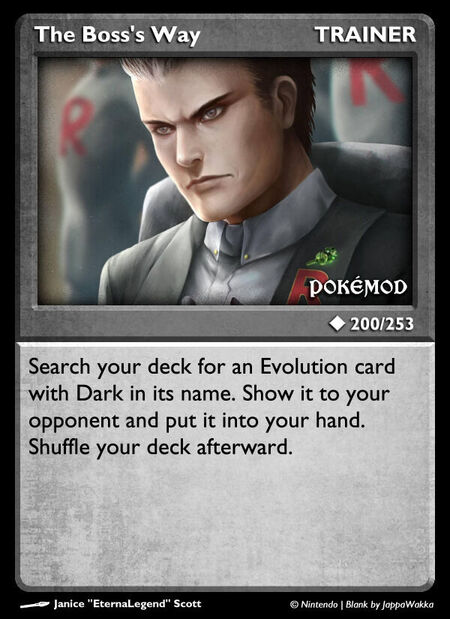 The Boss's Way TRAINER
R
R
R
POKÉMOD
200/253
Search your deck for an Evolution card
with Dark in its name. Show it to your
opponent and put it into your hand.
Shuffle your deck afterward.
Janice "EternaLegend" Scott © Nintendo | Blank by JappaWakka